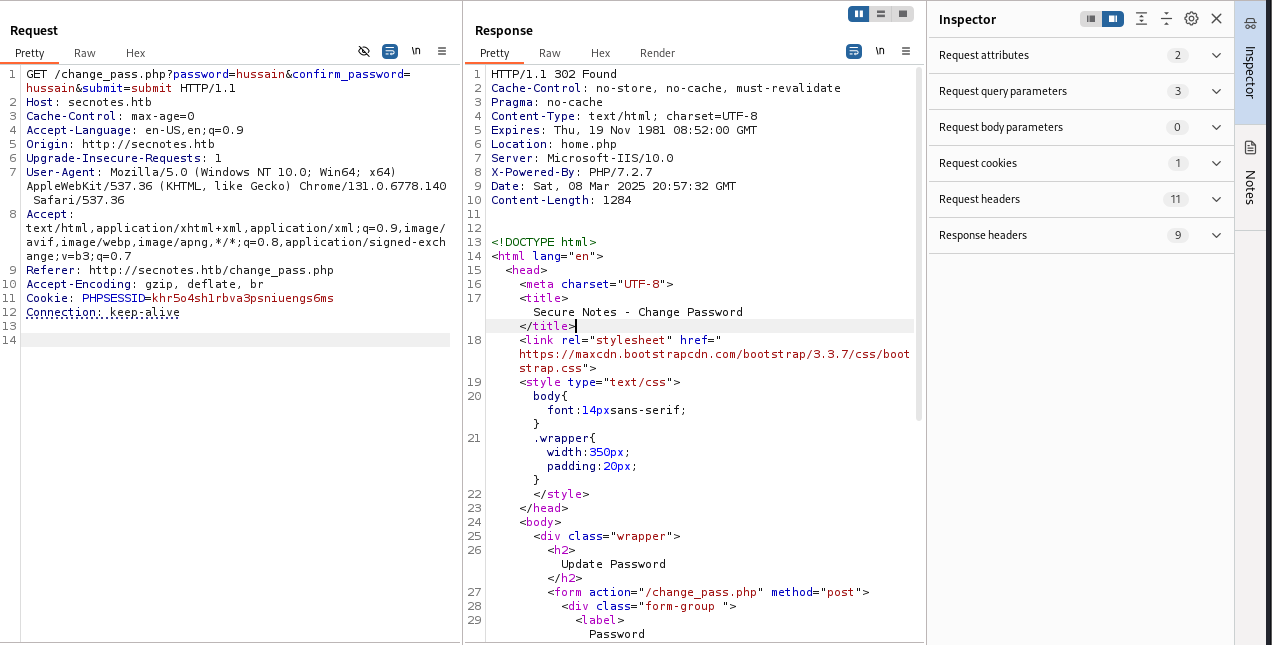 Request
Pretty Raw Hex \n
1 GET /change_pass.php?password=hussain&confirm_password=
hussain&submit=submit HTTP/1.1
2 Host: secnotes.htb
3 Cache-Control: max-age=0
4 Accept-Language: en-US,en;q=0.9
5 Origin: http://secnotes.htb
6 Upgrade-Insecure-Requests: 1
7 User-Agent: Mozilla/5.0 (Windows NT 10.0; Win64; x64)
AppleWebKit/537.36 (KHTML, like Gecko) Chrome/131.0.6778.140
Safari/537.36
8 Accept:
text/html,application/xhtml+xml,application/xml;q=0.9,image/
avif,image/webp,image/apng,*/*;q=0.8,application/signed-exch
ange;v=b3;q=0.7
9 Referer: http://secnotes.htb/change_pass.php
10 Accept-Encoding: gzip, deflate, br
11 Cookie: PHPSESSID=khr5o4sh1rbva3psniuengs6ms
12 Connection: keep-alive
13
14
Response
Pretty Raw Hex Render \n
1 HTTP/1.1 302 Found
2 Cache-Control: no-store, no-cache, must-revalidate
3 Pragma: no-cache
4 Content-Type: text/html; charset=UTF-8
5 Expires: Thu, 19 Nov 1981 08:52:00 GMT
6 Location: home.php
7 Server: Microsoft-IIS/10.0
8 X-Powered-By: PHP/7.2.7
9 Date: Sat, 08 Mar 2025 20:57:32 GMT
10 Content-Length: 1284
11
12
13 <!DOCTYPE html>
14 <html lang="en">
15 <head>
16 <meta charset="UTF-8">
17 <title>
Secure Notes - Change Password
</title>
18 <link rel="stylesheet" href="
https://maxcdn.bootstrapcdn.com/bootstrap/3.3.7/css/boot
strap.css">
19 <style type="text/css">
20 body{
font:14pxsans-serif;
}
21 .wrapper{
width:350px;
padding:20px;
}
22 </style>
23 </head>
24 <body>
25 <div class="wrapper">
26 <h2>
Update Password
</h2>
27 <form action="/change_pass.php" method="post">
28 <div class="form-group ">
29 <label>
Password
Inspector
Request attributes 2
Request query parameters 3
Request body parameters 0
Request cookies 1
Request headers 11
Response headers 9
Inspector
Notes